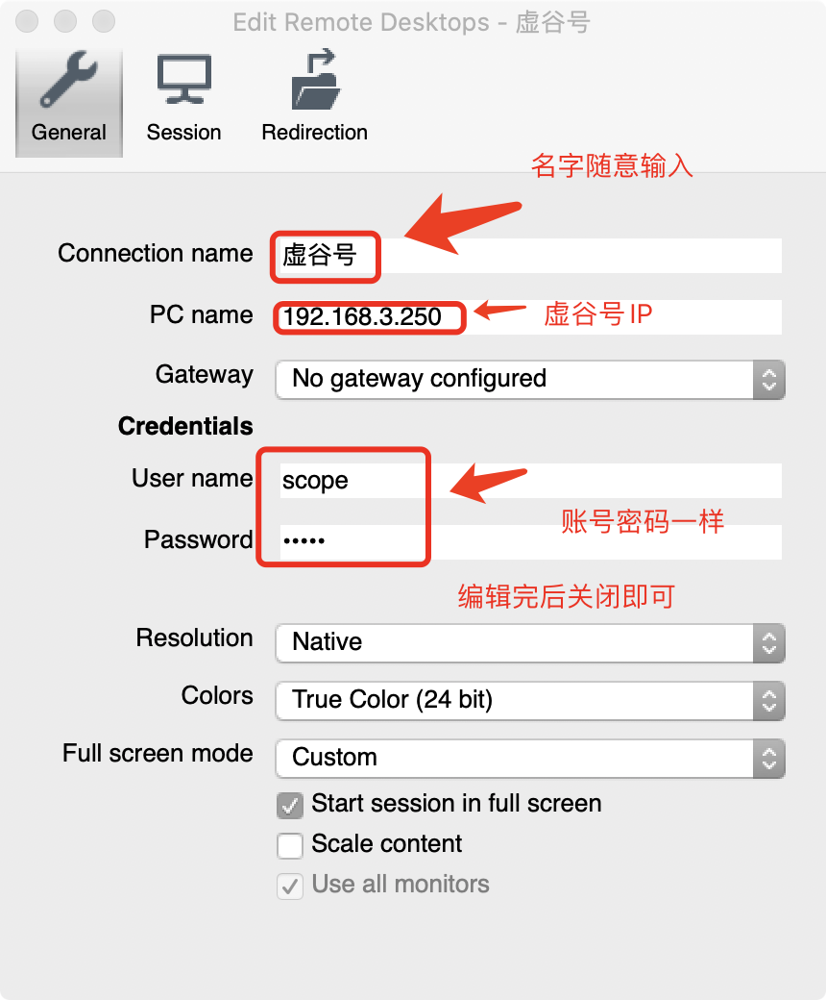 Edit Remote Desktops - 虚谷号
General
Session
Redirection
名字随意输入
Connection name
虚谷号
PC name
192.168.3.250
虚谷号IP
Gateway
No gateway configured
Credentials
User name
scope
账号密码一样
Password
•••••
编辑完后关闭即可
Resolution
Native
Colors
True Color (24 bit)
Full screen mode
Custom
Start session in full screen
Scale content
Use all monitors